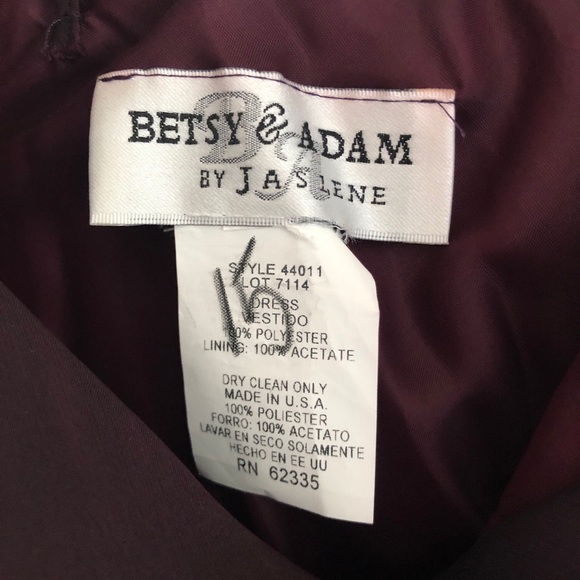 BETSY & ADAM
BY JASLENE
STYLE 44011
LOT 7114
DRESS
VESTIDO
100% POLYESTER
LINING: 100% ACETATE
DRY CLEAN ONLY
MADE IN U.S.A.
100% POLIESTER
FORRO: 100% ACETATO
LAVAR EN SECO SOLAMENTE
HECHO EN EE UU
RN 62335